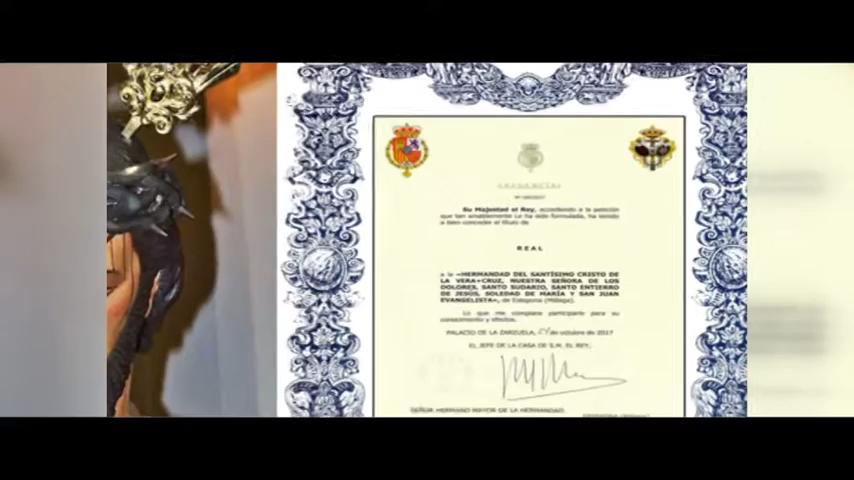 Su Majestad el Rey, accediendo a la petición
que tan amablemente Le ha sido formulada, ha tenido
a bien conceder el título de
REAL
a la «HERMANDAD DEL SANTÍSIMO CRISTO DE
LA VERA+CRUZ, NUESTRA SEÑORA DE LOS
DOLORES, SANTO SUDARIO, SANTO ENTIERRO
DE JESÚS, SOLEDAD DE MARÍA Y SAN JUAN
EVANGELISTA», de Estepona (Málaga).
Lo que me complace participarle para su
conocimiento y efectos.
PALACIO DE LA ZARZUELA, de octubre de 2017
EL JEFE DE LA CASA DE S.M. EL REY,
SEÑOR HERMANO MAYOR DE LA HERMANDAD